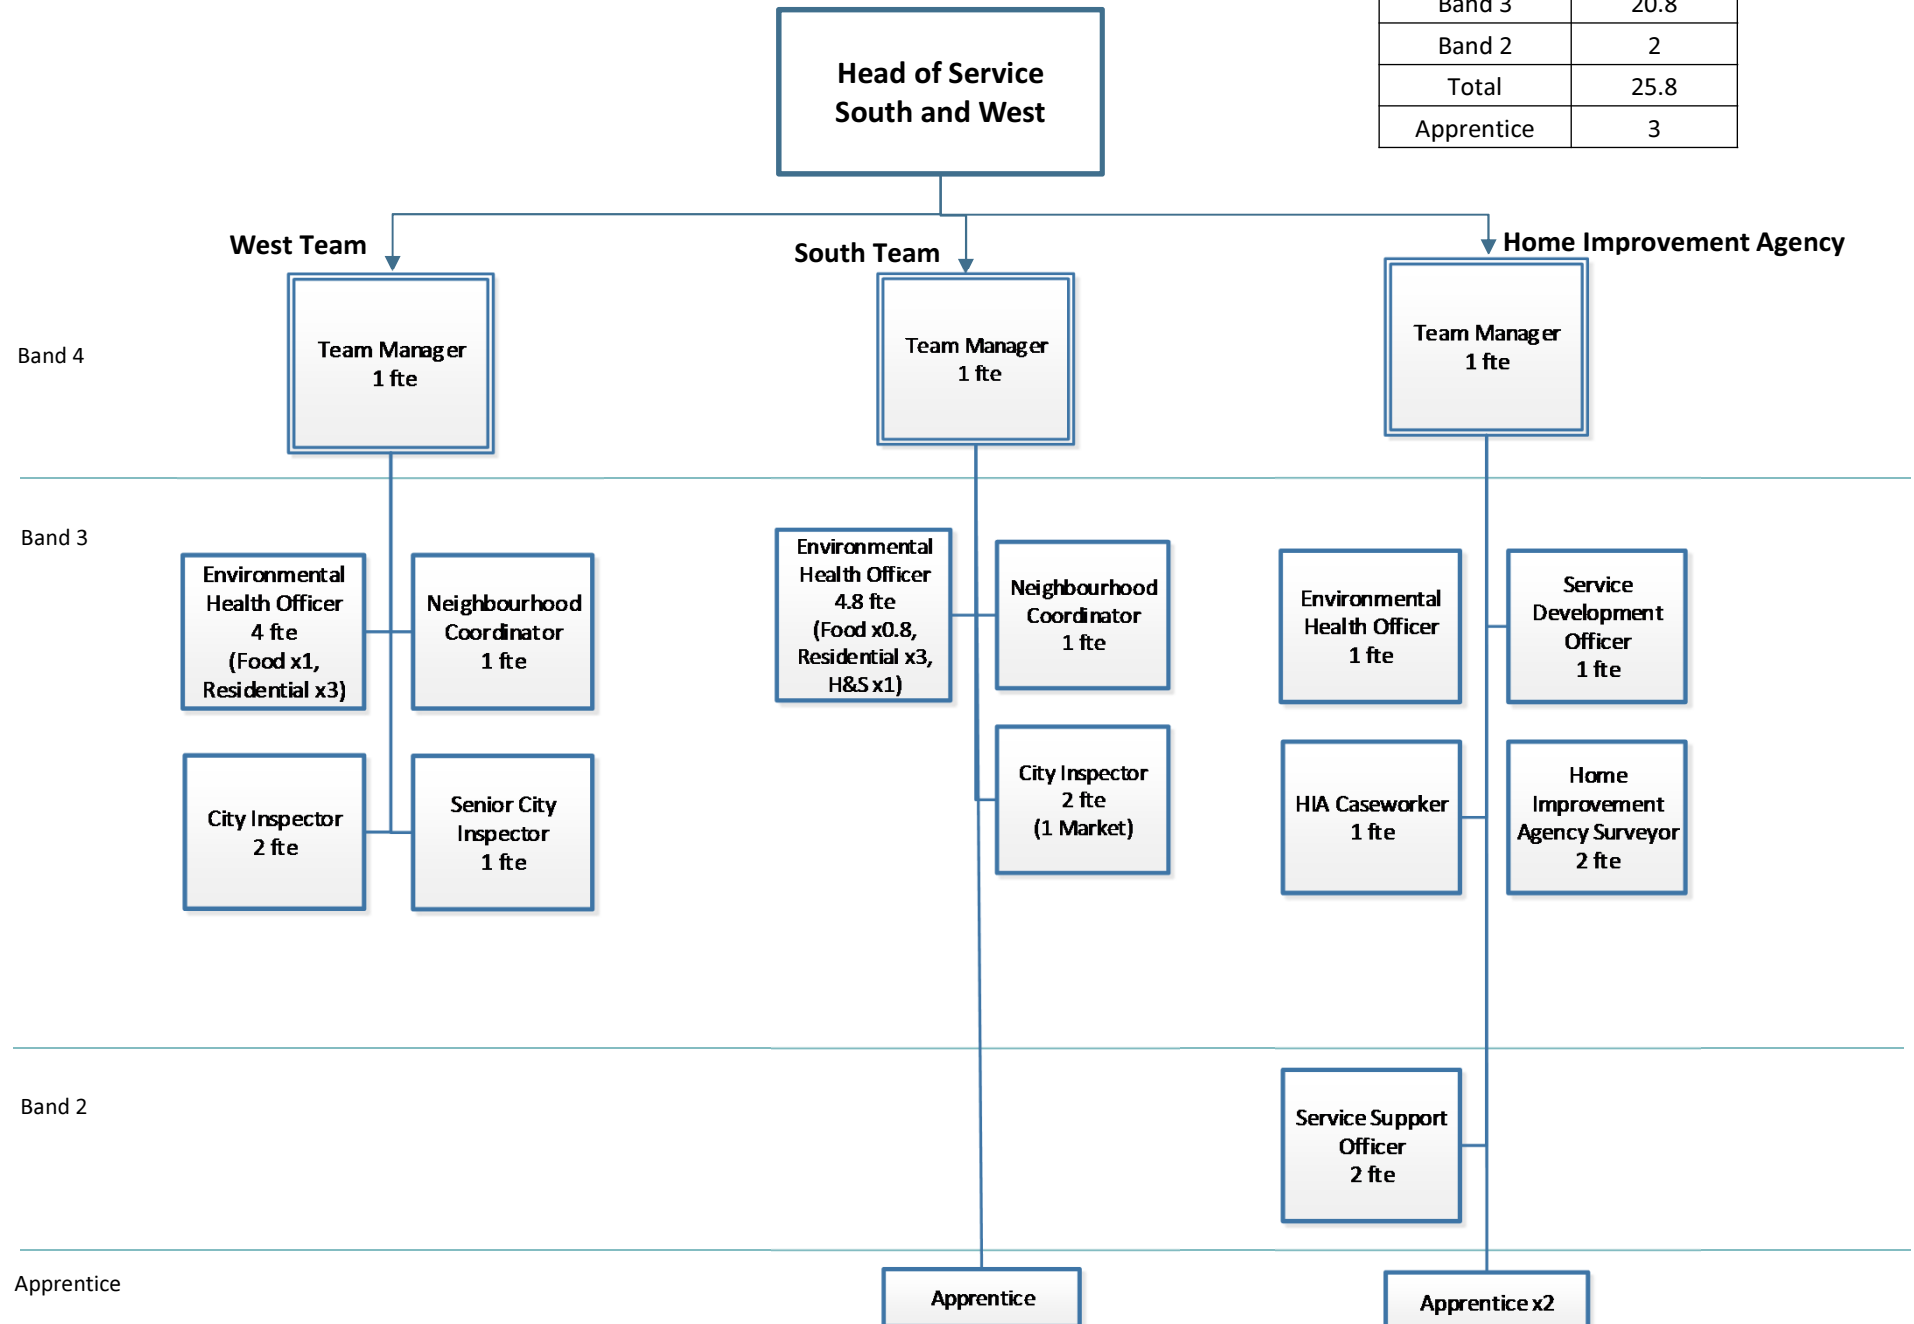 Band 3 20.8
Band 2 2
Total 25.8
Apprentice 3
Head of Service
South and West
West Team
South Team
Home Improvement Agency
Band 4
Team Manager
1 fte
Team Manager
1 fte
Team Manager
1 fte
Band 3
Environmental
Health Officer
4 fte
(Food x1,
Residential x3)
Neighbourhood
Coordinator
1 fte
City Inspector
2 fte
Senior City
Inspector
1 fte
Environmental
Health Officer
4.8 fte
(Food x0.8,
Residential x3,
H&S x1)
Neighbourhood
Coordinator
1 fte
City Inspector
2 fte
(1 Market)
Environmental
Health Officer
1 fte
Service
Development
Officer
1 fte
HIA Caseworker
1 fte
Home
Improvement
Agency Surveyor
2 fte
Band 2
Service Support
Officer
2 fte
Apprentice
Apprentice
Apprentice x2